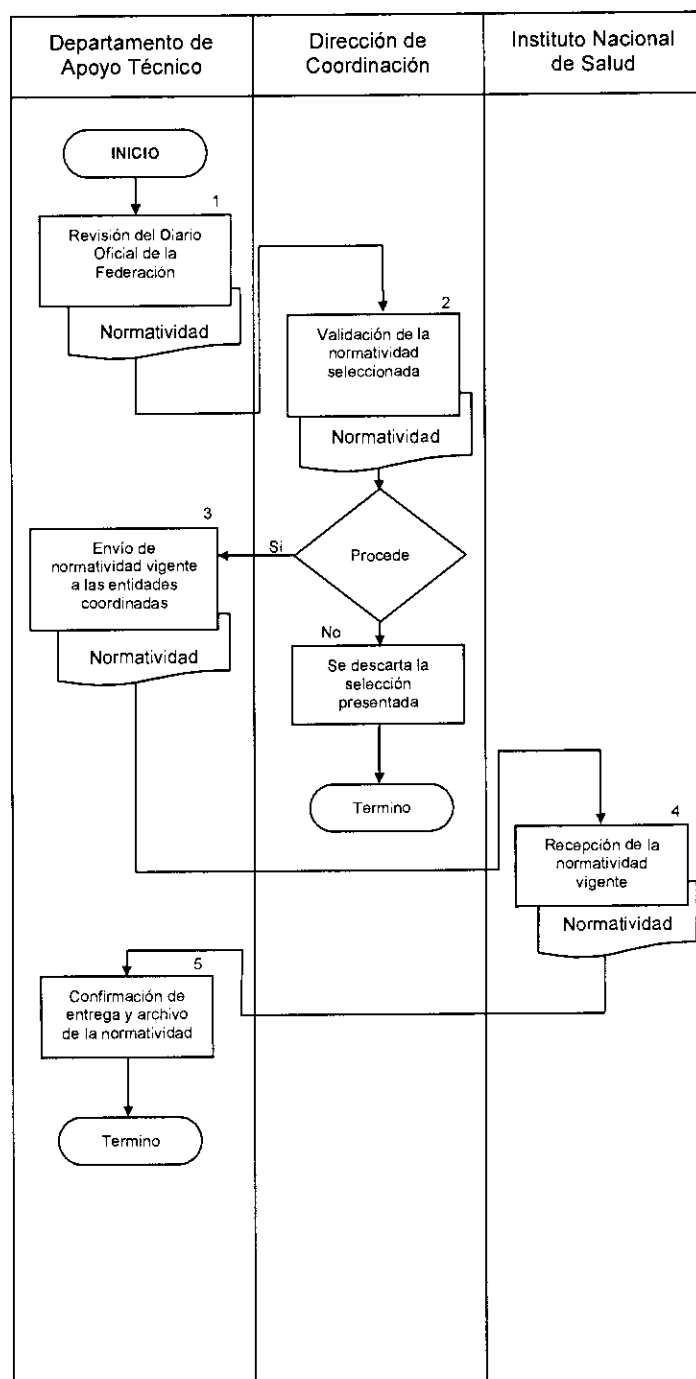 Departamento de
Apoyo Técnico
Dirección de
Coordinación
Instituto Nacional
de Salud
INICIO
1
Revisión del Diario
Oficial de la
Federación
Normatividad
2
Validación de la
normatividad
seleccionada
Normatividad
Procede
Si
No
3
Envío de
normatividad vigente
a las entidades
coordinadas
Normatividad
Se descarta la
selección
presentada
Termino
4
Recepción de la
normatividad
vigente
Normatividad
5
Confirmación de
entrega y archivo
de la normatividad
Termino